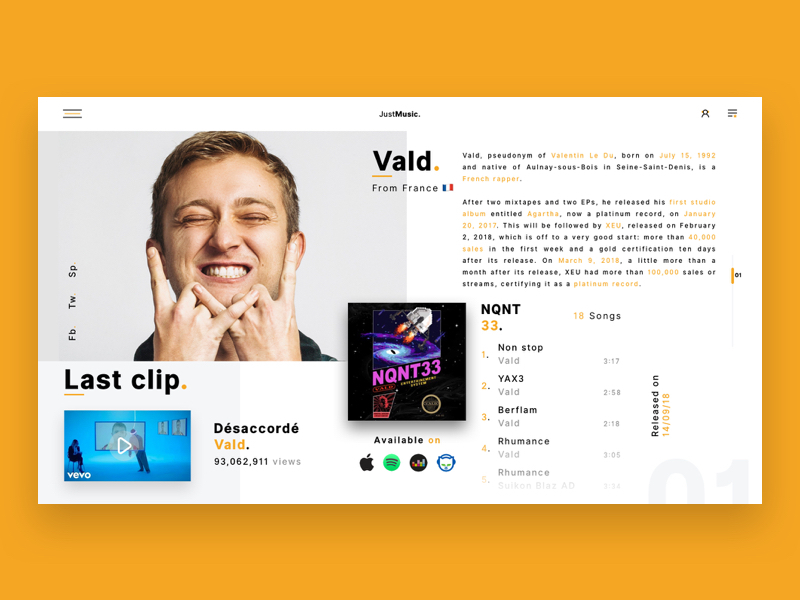 JustMusic.
Vald.
From France
Vald, pseudonym of Valentin Le Du, born on July 15, 1992
and native of Aulnay-sous-Bois in Seine-Saint-Denis, is a
French rapper.
After two mixtapes and two EPs, he released his first studio
album entitled Agartha, now a platinum record, on January
20, 2017. This will be followed by XEU, released on February
2, 2018, which is off to a very good start: more than 40,000
sales in the first week and a gold certification ten days
after its release. On March 9, 2018, a little more than a
month after its release, XEU had more than 100,000 sales or
streams, certifying it as a platinum record.
01
Sp.
Tw.
Fb.
Last clip.
vevo
Désaccordé
Vald.
93,062,911 views
NQNT33
VALD
ENTERTAINMENT
SYSTEM
Available on
NQNT
33.
18 Songs
1. Non stop
Vald 3:17
2. YAX3
Vald 2:58
3. Berflam
Vald 2:18
4. Rhumance
Vald 3:05
5. Rhumance
Suikon Blaz AD 5:14
Released on
14/09/18
01